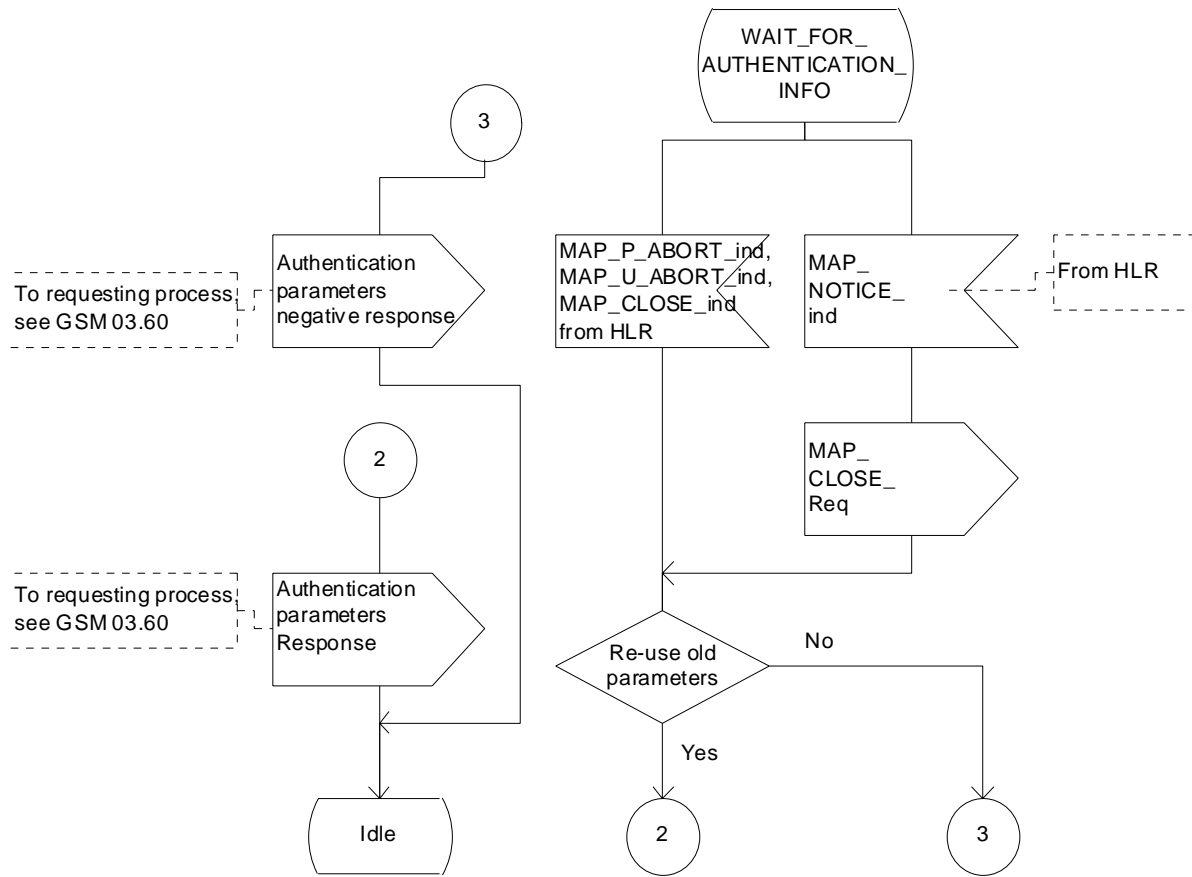 WAIT_FOR_
AUTHENTICATION_
INFO
3
Authentication
parameters
negative response
To requesting process,
see GSM 03.60
MAP_P_ABORT_ind,
MAP_U_ABORT_ind,
MAP_CLOSE_ind
from HLR
MAP_
NOTICE_
ind
From HLR
2
MAP_
CLOSE_
Req
To requesting process,
see GSM 03.60
Authentication
parameters
Response
Re-use old
parameters
No
Yes
Idle
2
3